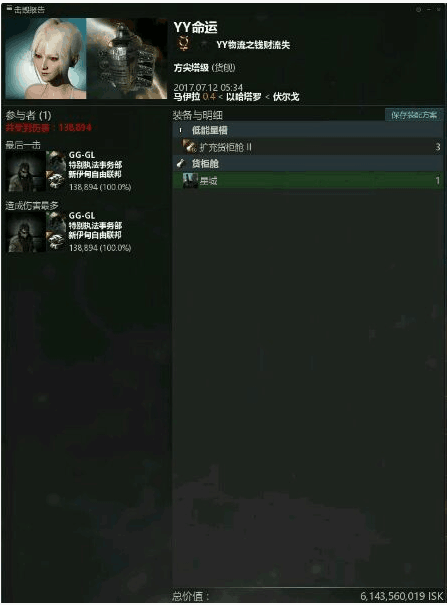 击毁报告
YY命运
YY物流之钱财流失
方尖塔级 (货舰)
2017.07.12 05:34
马伊拉 0.4 < 以哈塔罗 < 伏尔戈
参与者 (1)
共受到伤害：138,894
最后一击
GG-GL
特别执法事务部
新伊甸自由联邦
138,894 (100.0%)
造成伤害最多
GG-GL
特别执法事务部
新伊甸自由联邦
138,894 (100.0%)
装备与明细
保存装配方案
低能量槽
扩充货柜舱 II
3
货柜舱
星城
1
总价值：
6,143,560,019 ISK